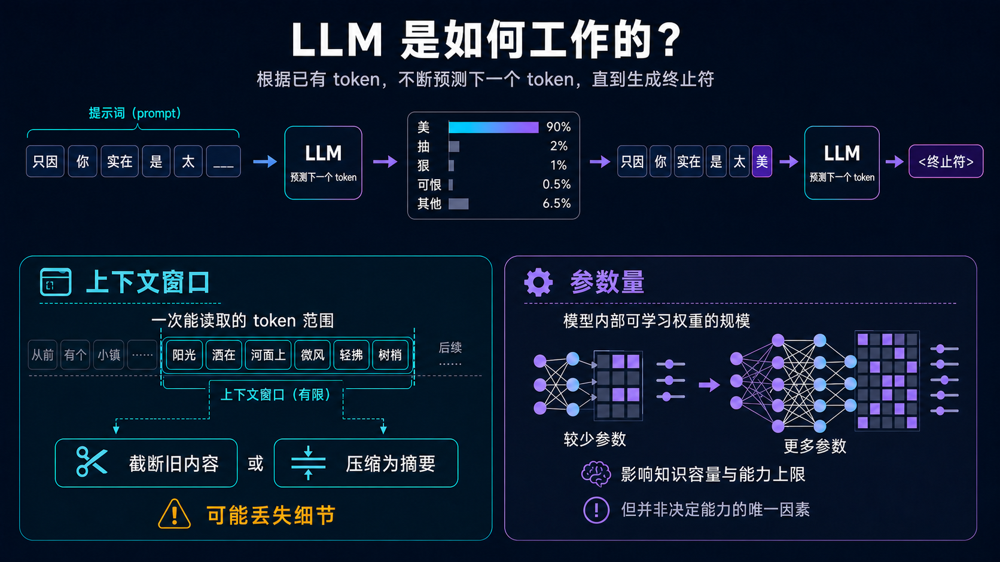 LLM 是如何工作的？
根据已有 token，不断预测下一个 token，直到生成终止符
提示词（prompt）
只因 你 实在 是 太 ___
LLM
预测下一个 token
美 90%
抽 2%
狠 1%
可恨 0.5%
其他 6.5%
只因 你 实在 是 太 美
LLM
预测下一个 token
<终止符>
上下文窗口
一次能读取的 token 范围
从前 有个 小镇 …… 阳光 洒在 河面上 微风 轻拂 树梢 后续 ……
上下文窗口（有限）
截断旧内容 或 压缩为摘要
可能丢失细节
参数量
模型内部可学习权重的规模
较少参数
更多参数
影响知识容量与能力上限
但并非决定能力的唯一因素